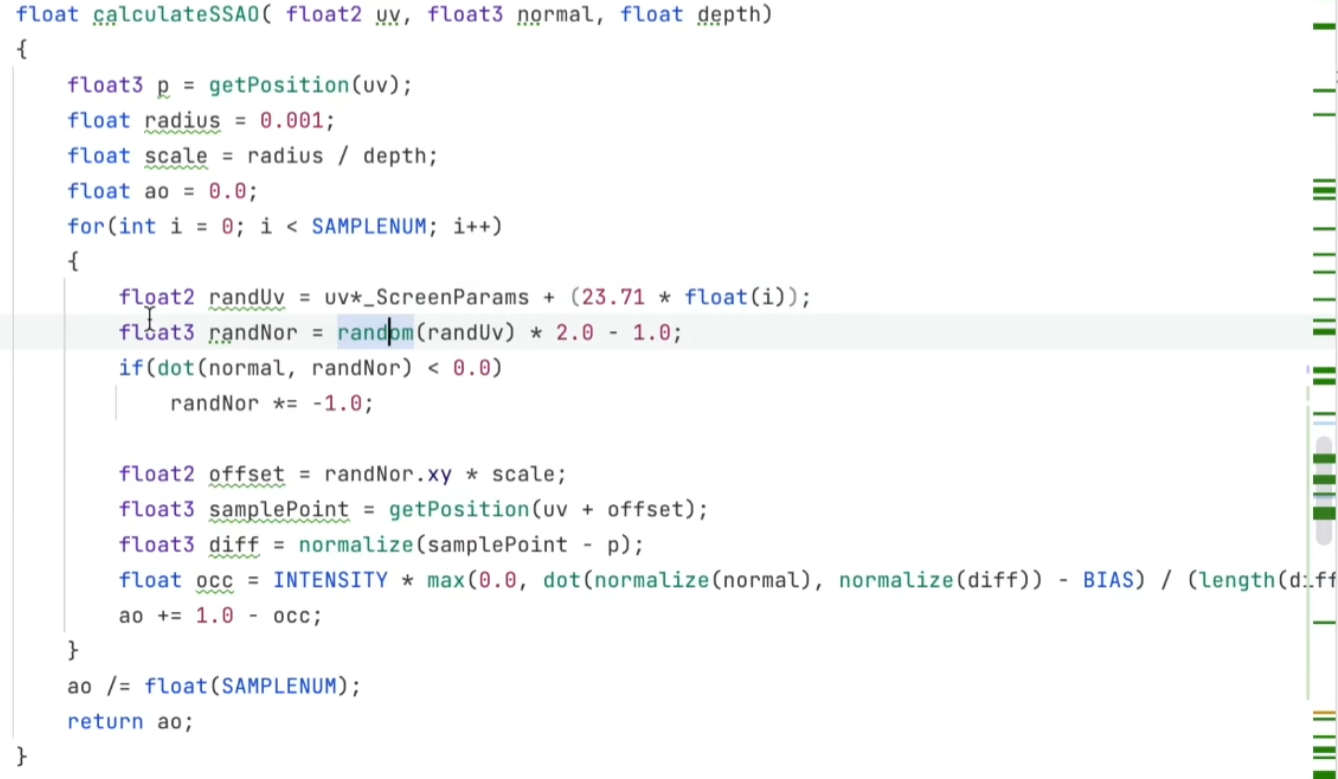 float calculateSSAO( float2 uv, float3 normal, float depth)
{
float3 p = getPosition(uv);
float radius = 0.001;
float scale = radius / depth;
float ao = 0.0;
for(int i = 0; i < SAMPLENUM; i++)
{
float2 randUv = uv*_ScreenParams + (23.71 * float(i));
float3 randNor = random(randUv) * 2.0 - 1.0;
if(dot(normal, randNor) < 0.0)
randNor *= -1.0;
float2 offset = randNor.xy * scale;
float3 samplePoint = getPosition(uv + offset);
float3 diff = normalize(samplePoint - p);
float occ = INTENSITY * max(0.0, dot(normalize(normal), normalize(diff)) - BIAS) / (length(diff
ao += 1.0 - occ;
}
ao /= float(SAMPLENUM);
return ao;
}